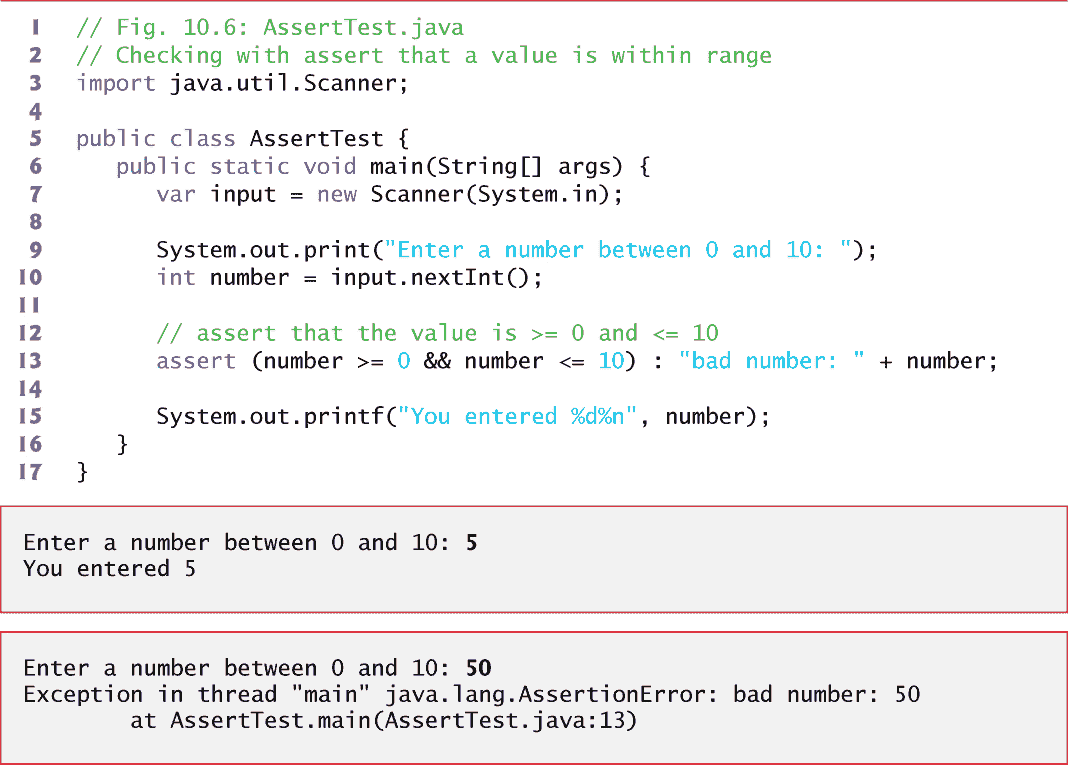 1 // Fig. 10.6: AssertTest.java
2 // Checking with assert that a value is within range
3 import java.util.Scanner;
4
5 public class AssertTest {
6    public static void main(String[] args) {
7       var input = new Scanner(System.in);
8
9       System.out.print("Enter a number between 0 and 10: ");
10       int number = input.nextInt();
11
12       // assert that the value is >= 0 and <= 10
13       assert (number >= 0 && number <= 10) : "bad number: " + number;
14
15       System.out.printf("You entered %d%n", number);
16    }
17 }
Enter a number between 0 and 10: 5
You entered 5
Enter a number between 0 and 10: 50
Exception in thread "main" java.lang.AssertionError: bad number: 50
        at AssertTest.main(AssertTest.java:13)